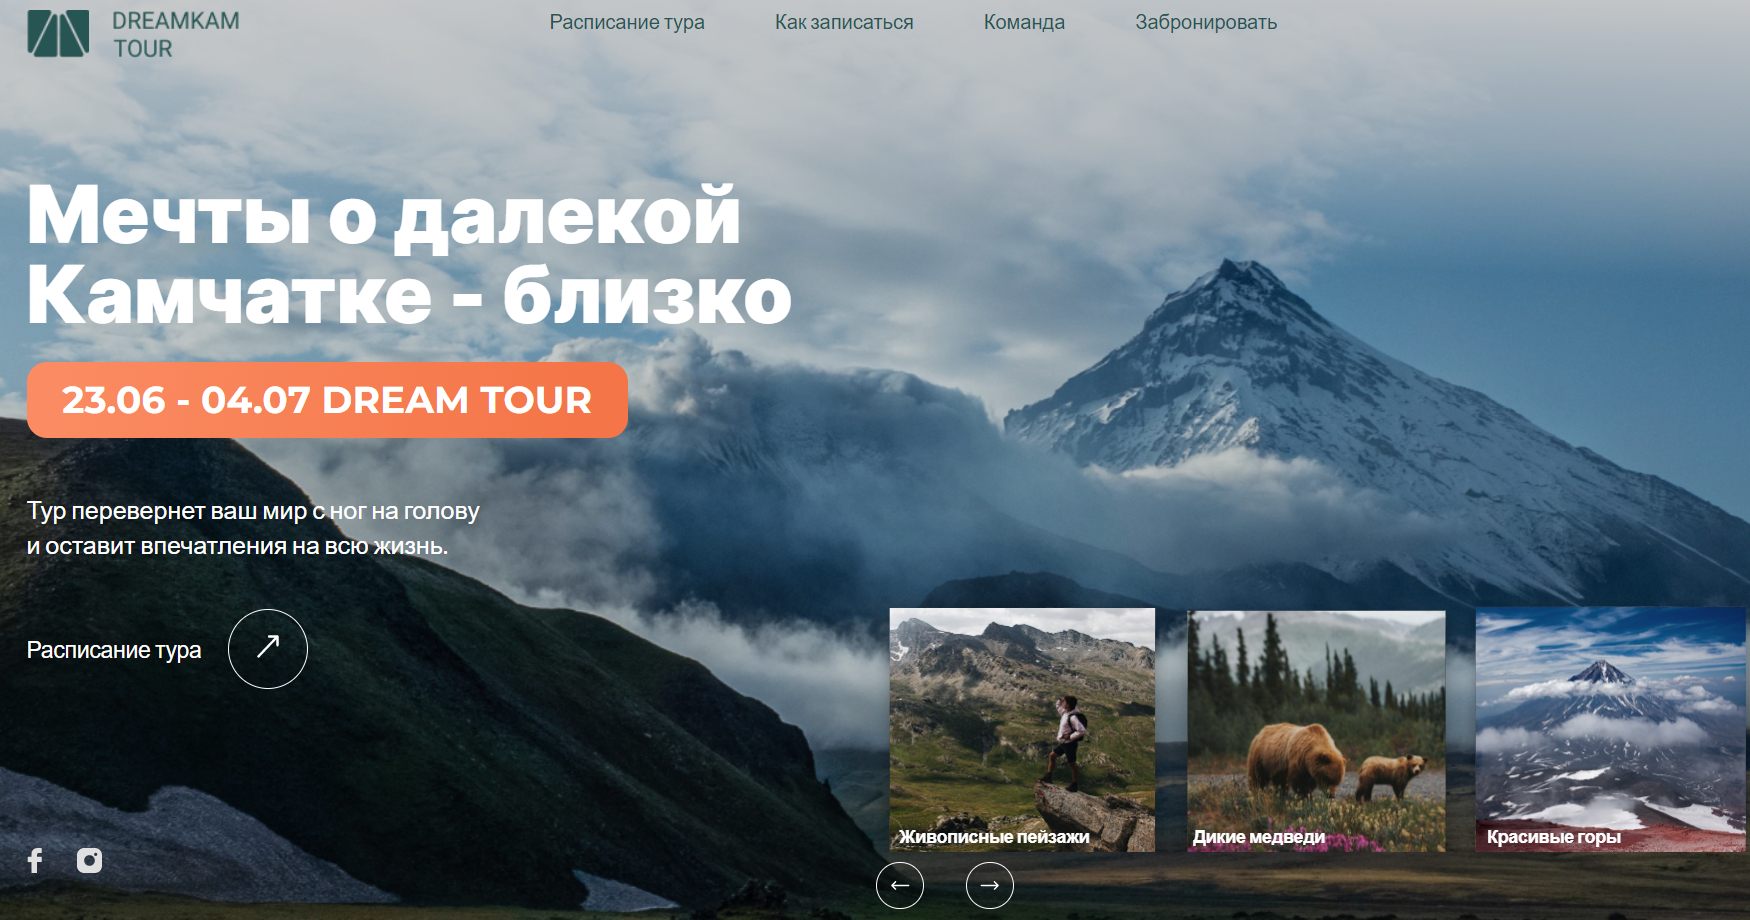 DREAMKAM
TOUR
Расписание тура
Как записаться
Команда
Забронировать
Мечты о далекой
Камчатке - близко
23.06 - 04.07 DREAM TOUR
Тур перевернет ваш мир с ног на голову
и оставит впечатления на всю жизнь.
Расписание тура
Живописные пейзажи
Дикие медведи
Красивые горы